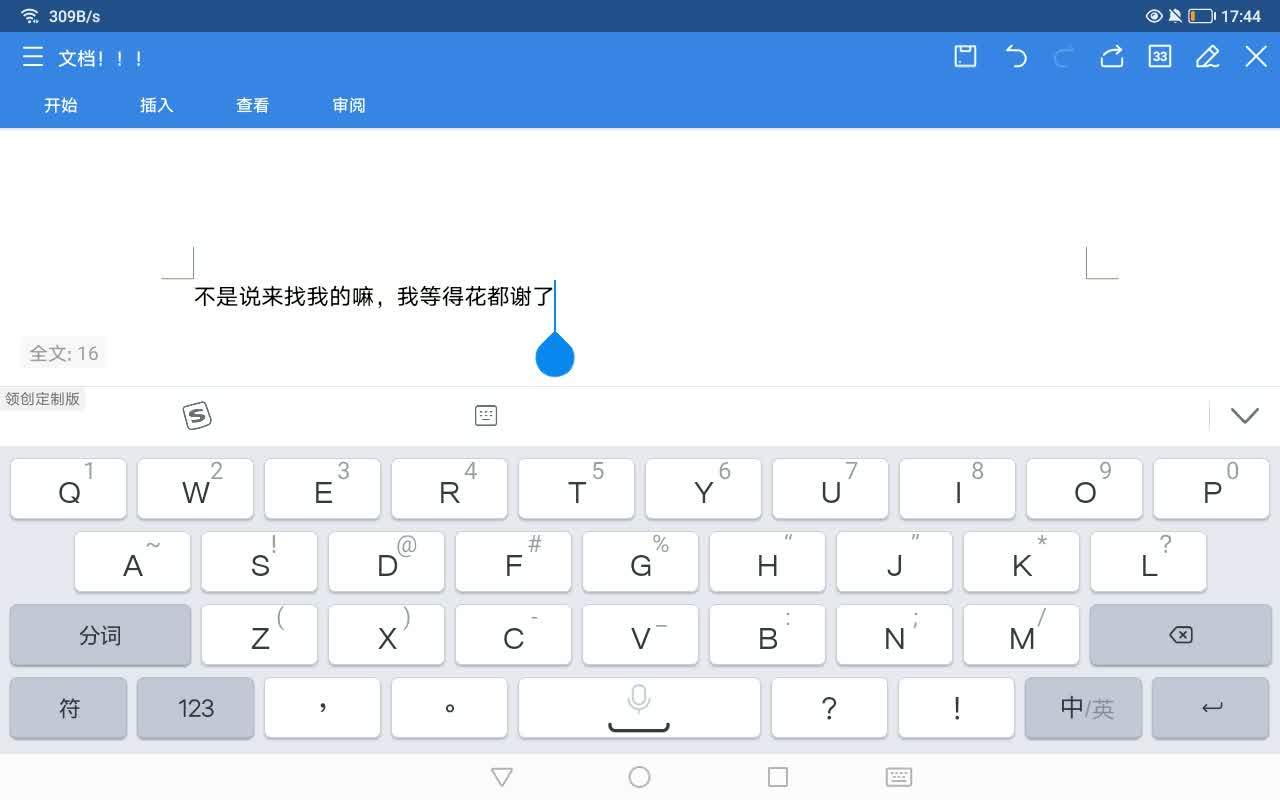 309B/s 17:44
文档！！！ 33
开始 插入 查看 审阅
不是说来找我的嘛，我等得花都谢了
全文: 16
领创定制版
S
1 2 3 4 5 6 7 8 9 0
Q W E R T Y U I O P
~ ! @ # % “ ” * ?
A S D F G H J K L
( ) - _ : ; /
分词 Z X C V B N M
符 123 ， 。 ? ! 中/英